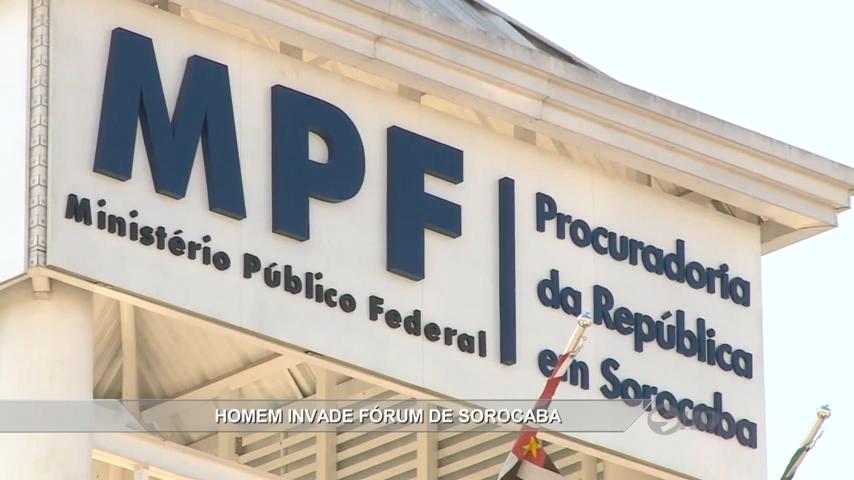 MPF
Ministério Público Federal
Procuradoria
da República
em Sorocaba
HOMEM INVADE FÓRUM DE SOROCABA